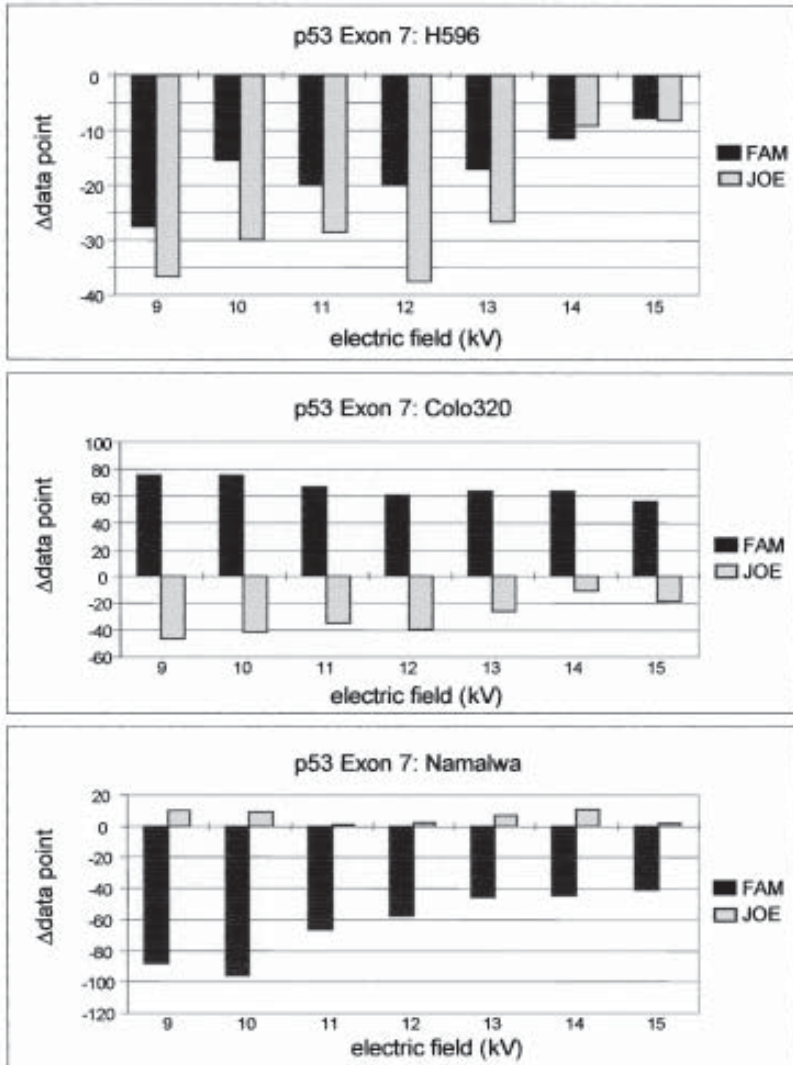 p53 Exon 7: H596
0
-10
-20
-30
-40
Δdata point
9 10 11 12 13 14 15
electric field (kV)
FAM
JOE
p53 Exon 7: Colo320
100
80
60
40
20
0
-20
-40
-60
Δdata point
9 10 11 12 13 14 15
electric field (kV)
FAM
JOE
p53 Exon 7: Namalwa
20
0
-20
-40
-60
-80
-100
-120
Δdata point
9 10 11 12 13 14 15
electric field (kV)
FAM
JOE